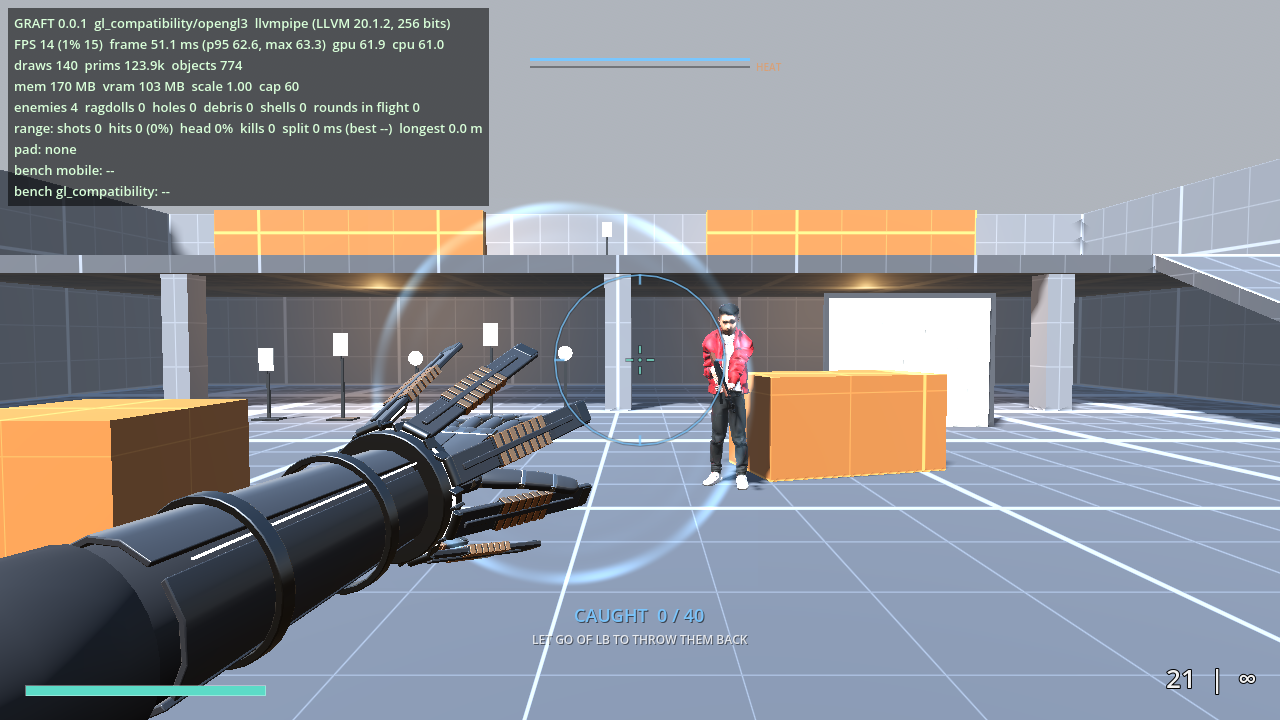 GRAFT 0.0.1 gl_compatibility/opengl3 llvmpipe (LLVM 20.1.2, 256 bits)
FPS 14 (1% 15) frame 51.1 ms (p95 62.6, max 63.3) gpu 61.9 cpu 61.0
draws 140 prims 123.9k objects 774
mem 170 MB vram 103 MB scale 1.00 cap 60
enemies 4 ragdolls 0 holes 0 debris 0 shells 0 rounds in flight 0
range: shots 0 hits 0 (0%) head 0% kills 0 split 0 ms (best --) longest 0.0 m
pad: none
bench mobile: --
bench gl_compatibility: --
HEAT
CAUGHT 0 / 40
LET GO OF LB TO THROW THEM BACK
21 | ∞